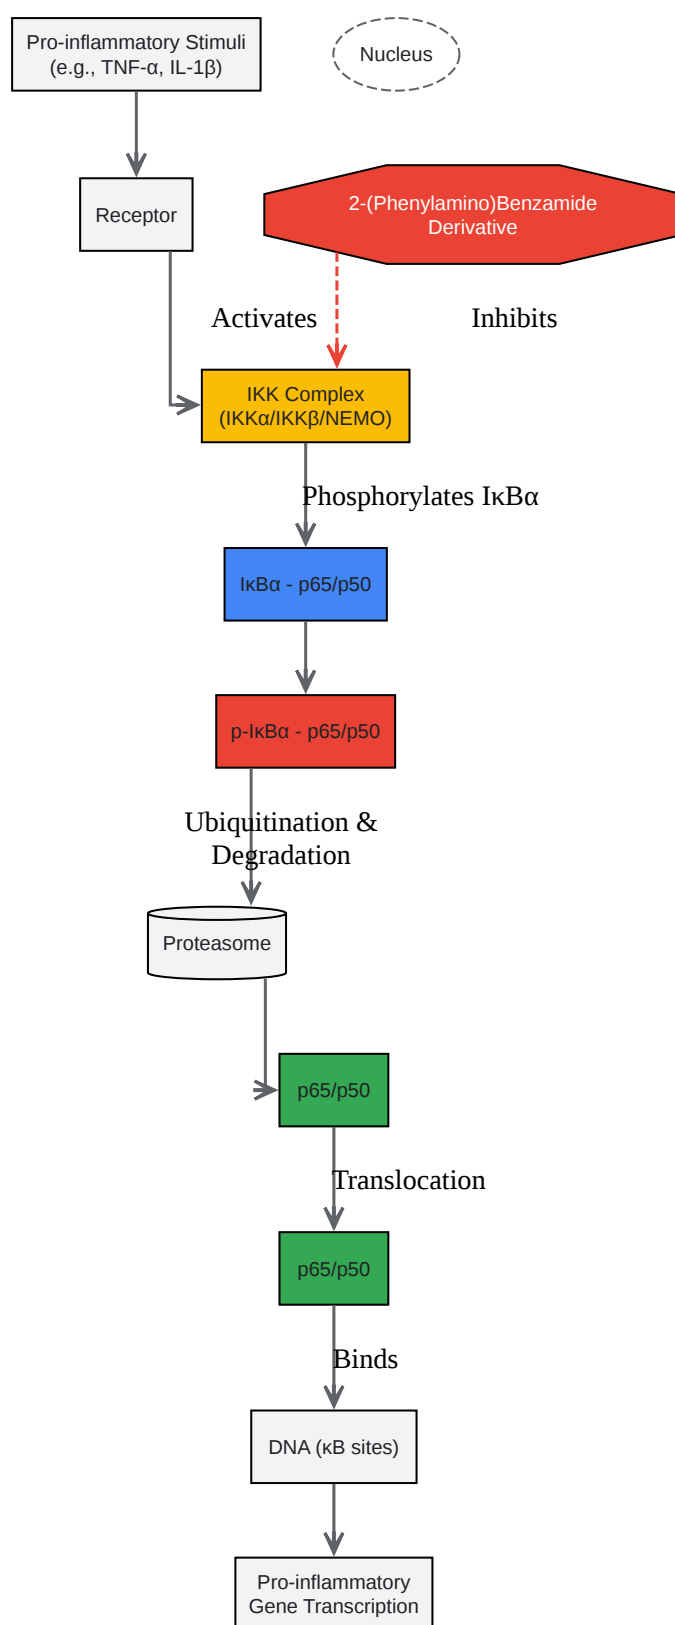 Pro-inflammatory Stimuli
(e.g., TNF-α, IL-1β)
Nucleus
Receptor
2-(Phenylamino)Benzamide
Derivative
Activates
Inhibits
IKK Complex
(IKKα/IKKβ/NEMO)
Phosphorylates IκBα
IκBα - p65/p50
p-IκBα - p65/p50
Ubiquitination &
Degradation
Proteasome
p65/p50
Translocation
p65/p50
Binds
DNA (κB sites)
Pro-inflammatory
Gene Transcription